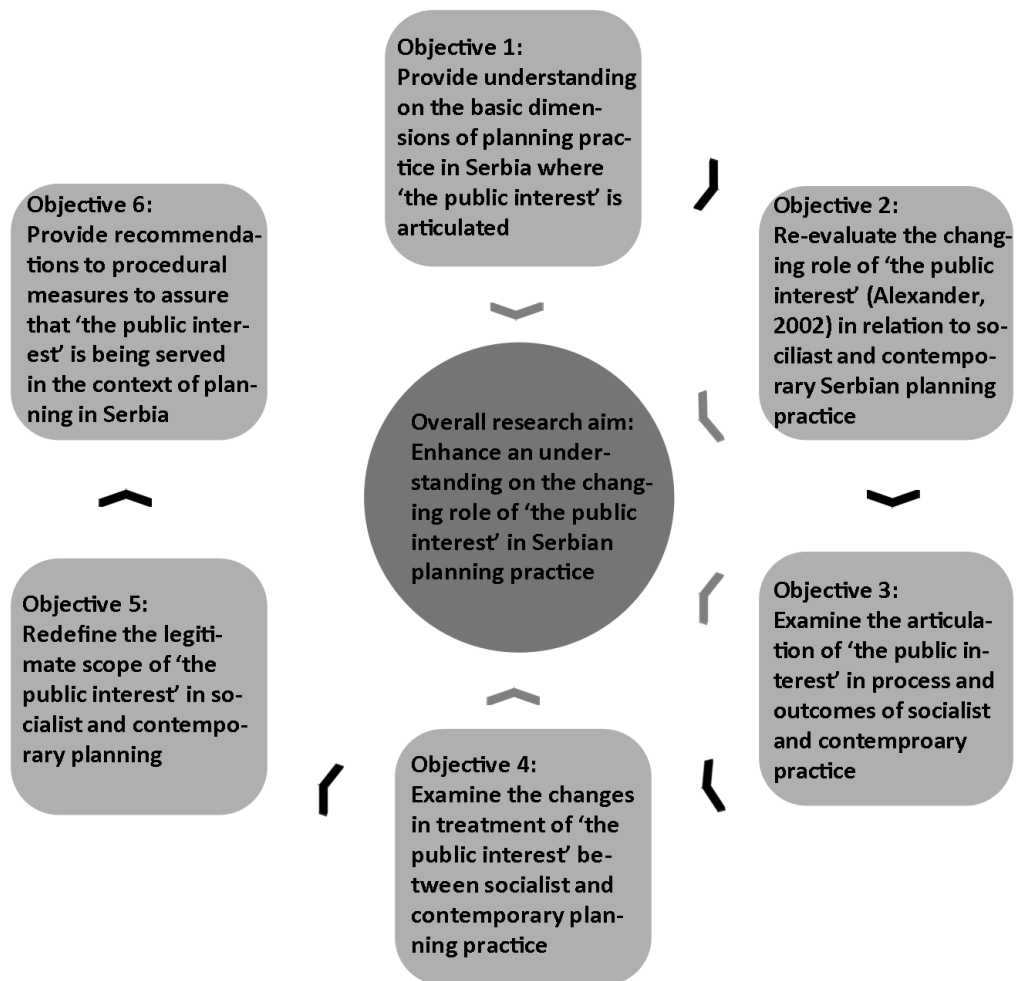 Objective 1:
Provide understanding
on the basic dimen-
sions of planning prac-
tice in Serbia where
‘the public interest’ is
articulated
Objective 2:
Re-evaluate the chang-
ing role of ‘the public
interest’ (Alexander,
2002) in relation to so-
ciliast and contempo-
rary Serbian planning
practice
Objective 3:
Examine the articula-
tion of ‘the public in-
terest’ in process and
outcomes of socialist
and contemproary
practice
Objective 4:
Examine the changes
in treatment of ‘the
public interest’ be-
tween socialist and
contemporary plan-
ning practice
Objective 5:
Redefine the legiti-
mate scope of ‘the
public interest’ in so-
cialist and contempo-
rary planning
Objective 6:
Provide recommenda-
tions to procedural
measures to assure
that ‘the public inter-
est’ is being served
in the context of plan-
ning in Serbia
Overall research aim:
Enhance an under-
standing on the chang-
ing role of ‘the public
interest’ in Serbian
planning practice